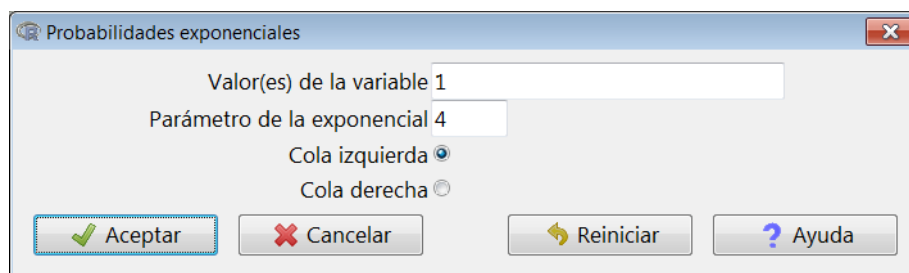 Probabilidades exponenciales
Valor(es) de la variable 1
Parámetro de la exponencial 4
Cola izquierda
Cola derecha
Aceptar Cancelar Reiniciar Ayuda